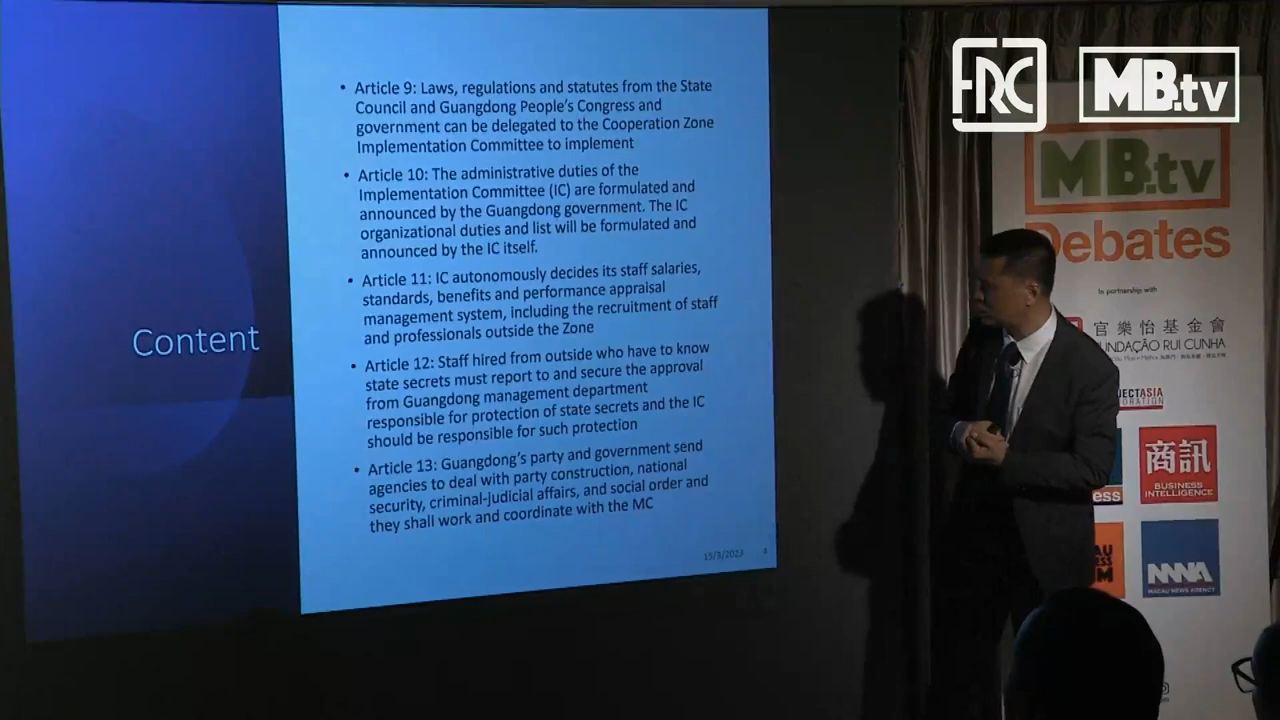 Content
• Article 9: Laws, regulations and statutes from the State
Council and Guangdong People's Congress and
government can be delegated to the Cooperation Zone
Implementation Committee to implement
• Article 10: The administrative duties of the
Implementation Committee (IC) are formulated and
announced by the Guangdong government. The IC
organizational duties and list will be formulated and
announced by the IC itself.
• Article 11: IC autonomously decides its staff salaries,
standards, benefits and performance appraisal
management system, including the recruitment of staff
and professionals outside the Zone
• Article 12: Staff hired from outside who have to know
state secrets must report to and secure the approval
from Guangdong management department
responsible for protection of state secrets and the IC
should be responsible for such protection
• Article 13: Guangdong's party and government send
agencies to deal with party construction, national
security, criminal-judicial affairs, and social order and
they shall work and coordinate with the MC
15/3/2023
FRC
MB.tv
MB.tv
Debates
In partnership with
官樂怡基金會
UNDAÇÃO RUI CUNHA
JECTASIA
ORATION
商訊
BUSINESS
INTELLIGENCE
ess
MNA
MACAU NEWS AGENCY